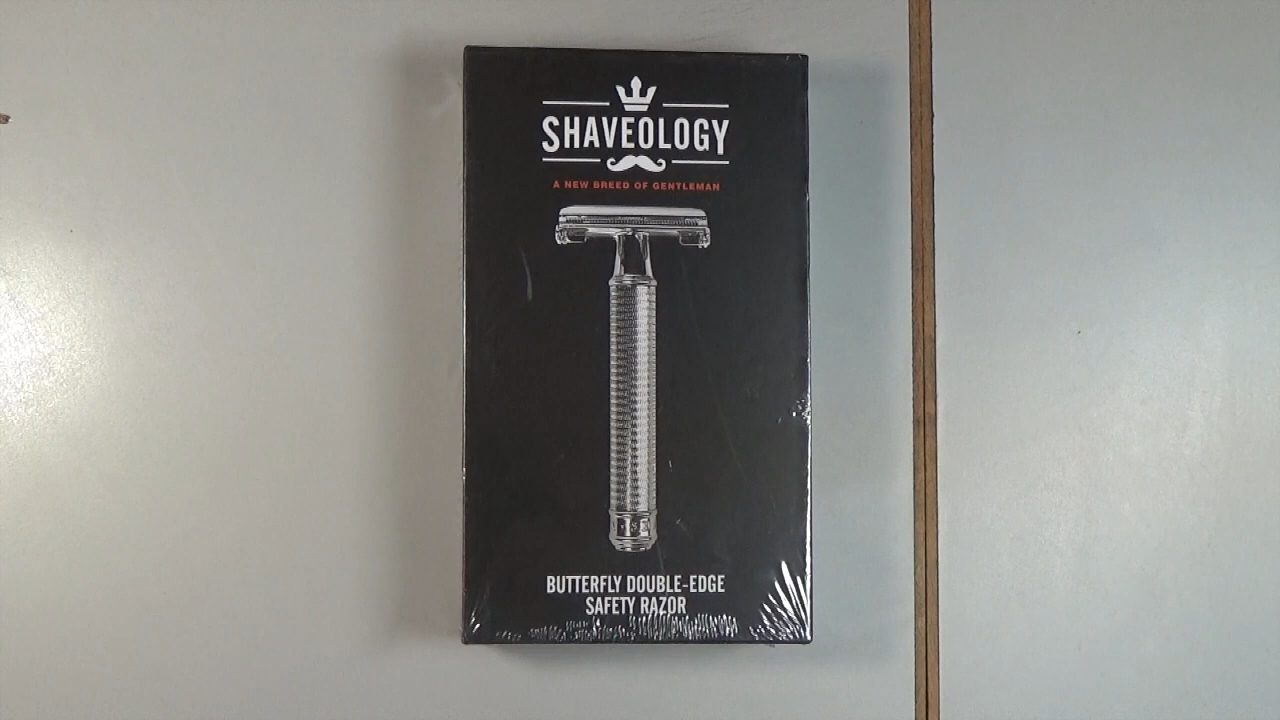 SHAVEOLOGY
A NEW BREED OF GENTLEMAN
BUTTERFLY DOUBLE-EDGE
SAFETY RAZOR